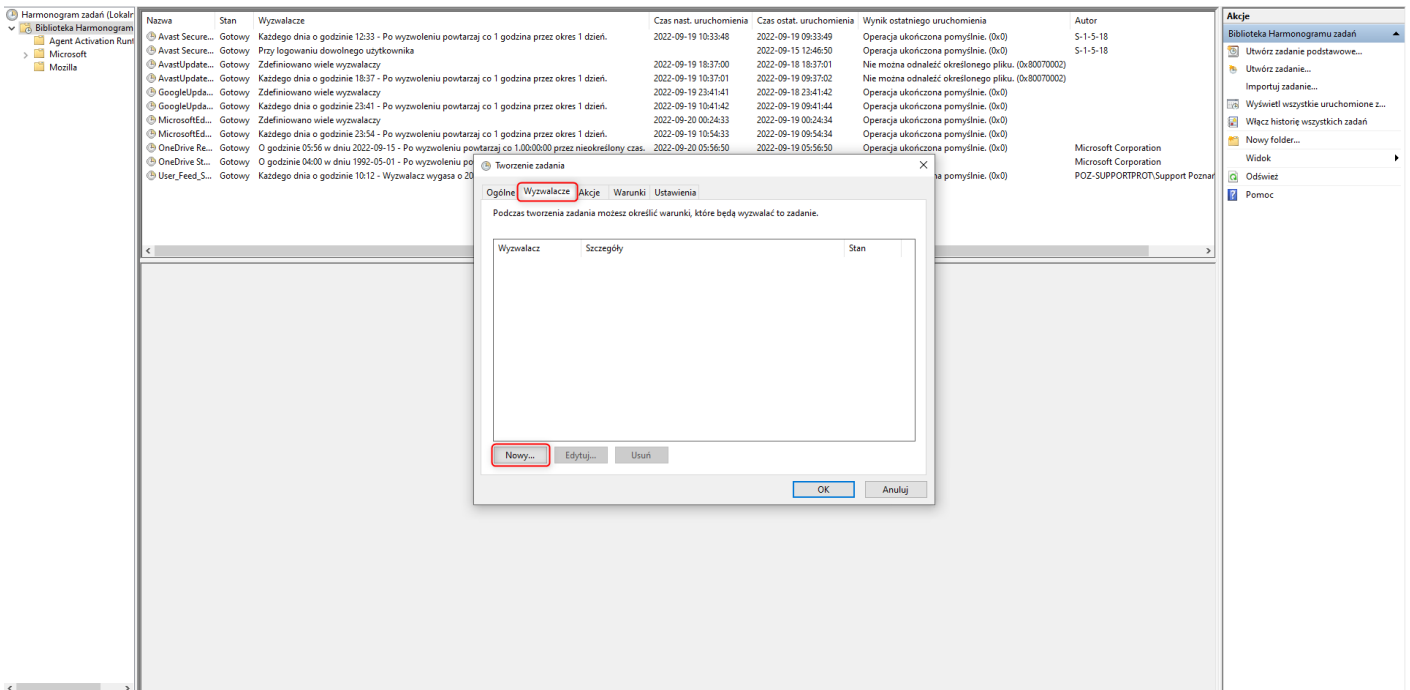 Harmonogram zadań (Lokalr
Biblioteka Harmonogram
Agent Activation Runt
Microsoft
Mozilla
Nazwa Stan Wyzwalacze Czas nast. uruchomienia Czas ostat. uruchomienia Wynik ostatniego uruchomienia Autor
Avast Secure... Gotowy Każdego dnia o godzinie 12:33 - Po wyzwoleniu powtarzaj co 1 godzina przez okres 1 dzień. 2022-09-19 10:33:48 2022-09-19 09:33:49 Operacja ukończona pomyślnie. (0x0) S-1-5-18
Avast Secure... Gotowy Przy logowaniu dowolnego użytkownika 2022-09-15 12:46:50 Operacja ukończona pomyślnie. (0x0) S-1-5-18
AvastUpdate... Gotowy Zdefiniowano wiele wyzwalaczy 2022-09-19 18:37:00 2022-09-18 18:37:01 Nie można odnaleźć określonego pliku. (0x80070002)
AvastUpdate... Gotowy Każdego dnia o godzinie 18:37 - Po wyzwoleniu powtarzaj co 1 godzina przez okres 1 dzień. 2022-09-19 10:37:01 2022-09-19 09:37:02 Nie można odnaleźć określonego pliku. (0x80070002)
GoogleUpda... Gotowy Zdefiniowano wiele wyzwalaczy 2022-09-19 23:41:41 2022-09-18 23:41:42 Operacja ukończona pomyślnie. (0x0)
GoogleUpda... Gotowy Każdego dnia o godzinie 23:41 - Po wyzwoleniu powtarzaj co 1 godzina przez okres 1 dzień. 2022-09-19 10:41:42 2022-09-19 09:41:44 Operacja ukończona pomyślnie. (0x0)
MicrosoftEd... Gotowy Zdefiniowano wiele wyzwalaczy 2022-09-20 00:24:33 2022-09-19 00:24:34 Operacja ukończona pomyślnie. (0x0)
MicrosoftEd... Gotowy Każdego dnia o godzinie 23:54 - Po wyzwoleniu powtarzaj co 1 godzina przez okres 1 dzień. 2022-09-19 10:54:33 2022-09-19 09:54:34 Operacja ukończona pomyślnie. (0x0)
OneDrive Re... Gotowy O godzinie 05:56 w dniu 2022-09-15 - Po wyzwoleniu powtarzaj co 1.00:00:00 przez nieokreślony czas. 2022-09-20 05:56:50 2022-09-19 05:56:50 Operacja ukończona pomyślnie. (0x0) Microsoft Corporation
OneDrive St... Gotowy O godzinie 04:00 w dniu 1992-05-01 - Po wyzwoleniu po Microsoft Corporation
User_Feed_S... Gotowy Każdego dnia o godzinie 10:12 - Wyzwalacz wygasa o 20 na pomyślnie. (0x0) POZ-SUPPORTPROT\Support Poznar
Tworzenie zadania
Ogólne Wyzwalacze Akcje Warunki Ustawienia
Podczas tworzenia zadania możesz określić warunki, które będą wyzwalać to zadanie.
Wyzwalacz Szczegóły Stan
Nowy... Edytuj... Usuń
OK Anuluj
Akcje
Biblioteka Harmonogramu zadań
Utwórz zadanie podstawowe...
Utwórz zadanie...
Importuj zadanie...
Wyświetl wszystkie uruchomione z...
Włącz historię wszystkich zadań
Nowy folder...
Widok
Odśwież
Pomoc